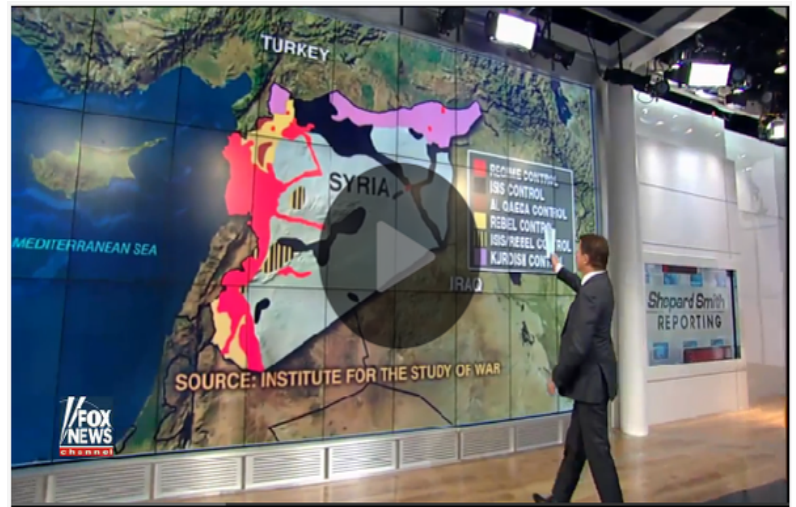 TURKEY
SYRIA
REGIME CONTROL
ISIS CONTROL
AL QAEDA CONTROL
REBEL CONTROL
ISIS/REBEL CONTROL
KURDISH CONT
MEDITERRANEAN SEA
IRAQ
Shepard Smith
REPORTING
SOURCE: INSTITUTE FOR THE STUDY OF WAR
FOX
NEWS
channel